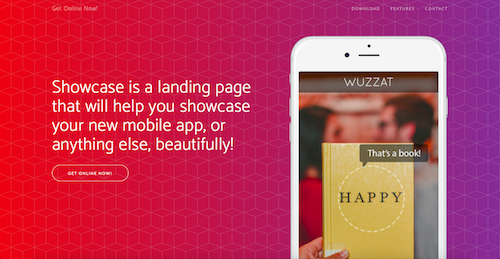 Get Online Now!
DOWNLOAD FEATURES CONTACT
Showcase is a landing page
that will help you showcase
your new mobile app, or
anything else, beautifully!
GET ONLINE NOW!
WUZZAT
That's a book!
HAPPY